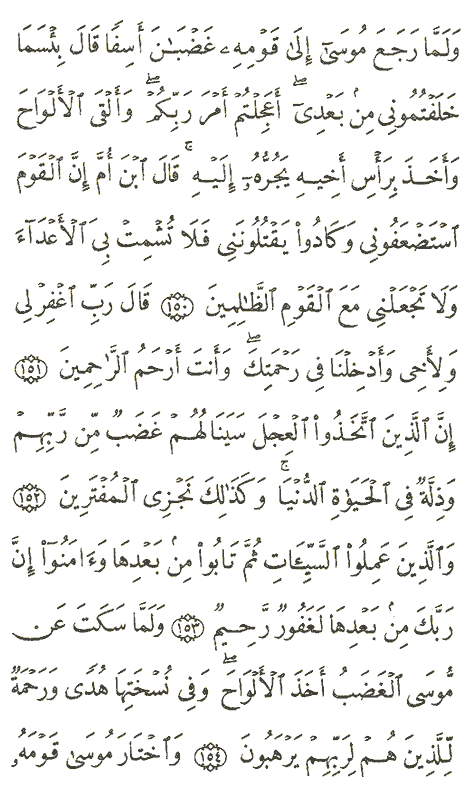 وَلَمَّا رَجَعَ مُوسَىٰٓ إِلَىٰ قَوْمِهِۦ غَضْبَٰنَ أَسِفًا قَالَ بِئْسَمَا
خَلَفْتُمُونِى مِنۢ بَعْدِىٓ ۖ أَعَجِلْتُمْ أَمْرَ رَبِّكُمْ ۖ وَأَلْقَى ٱلْأَلْوَاحَ
وَأَخَذَ بِرَأْسِ أَخِيهِ يَجُرُّهُۥٓ إِلَيْهِ ۚ قَالَ ٱبْنَ أُمَّ إِنَّ ٱلْقَوْمَ
ٱسْتَضْعَفُونِى وَكَادُوا۟ يَقْتُلُونَنِى فَلَا تُشْمِتْ بِىَ ٱلْأَعْدَآءَ
وَلَا تَجْعَلْنِى مَعَ ٱلْقَوْمِ ٱلظَّٰلِمِينَ ١٥٠ قَالَ رَبِّ ٱغْفِرْ لِى
وَلِأَخِى وَأَدْخِلْنَا فِى رَحْمَتِكَ ۖ وَأَنتَ أَرْحَمُ ٱلرَّٰحِمِينَ ١٥١
إِنَّ ٱلَّذِينَ ٱتَّخَذُوا۟ ٱلْعِجْلَ سَيَنَالُهُمْ غَضَبٌ مِّن رَّبِّهِمْ
وَذِلَّةٌ فِى ٱلْحَيَوٰةِ ٱلدُّنْيَا ۚ وَكَذَٰلِكَ نَجْزِى ٱلْمُفْتَرِينَ ١٥٢
وَٱلَّذِينَ عَمِلُوا۟ ٱلسَّيِّـَٔاتِ ثُمَّ تَابُوا۟ مِنۢ بَعْدِهَا وَءَامَنُوٓا۟ إِنَّ
رَبَّكَ مِنۢ بَعْدِهَا لَغَفُورٌ رَّحِيمٌ ١٥٣ وَلَمَّا سَكَتَ عَن
مُّوسَى ٱلْغَضَبُ أَخَذَ ٱلْأَلْوَاحَ ۖ وَفِى نُسْخَتِهَا هُدًى وَرَحْمَةٌ
لِّلَّذِينَ هُمْ لِرَبِّهِمْ يَرْهَبُونَ ١٥٤ وَٱخْتَارَ مُوسَىٰ قَوْمَهُۥ